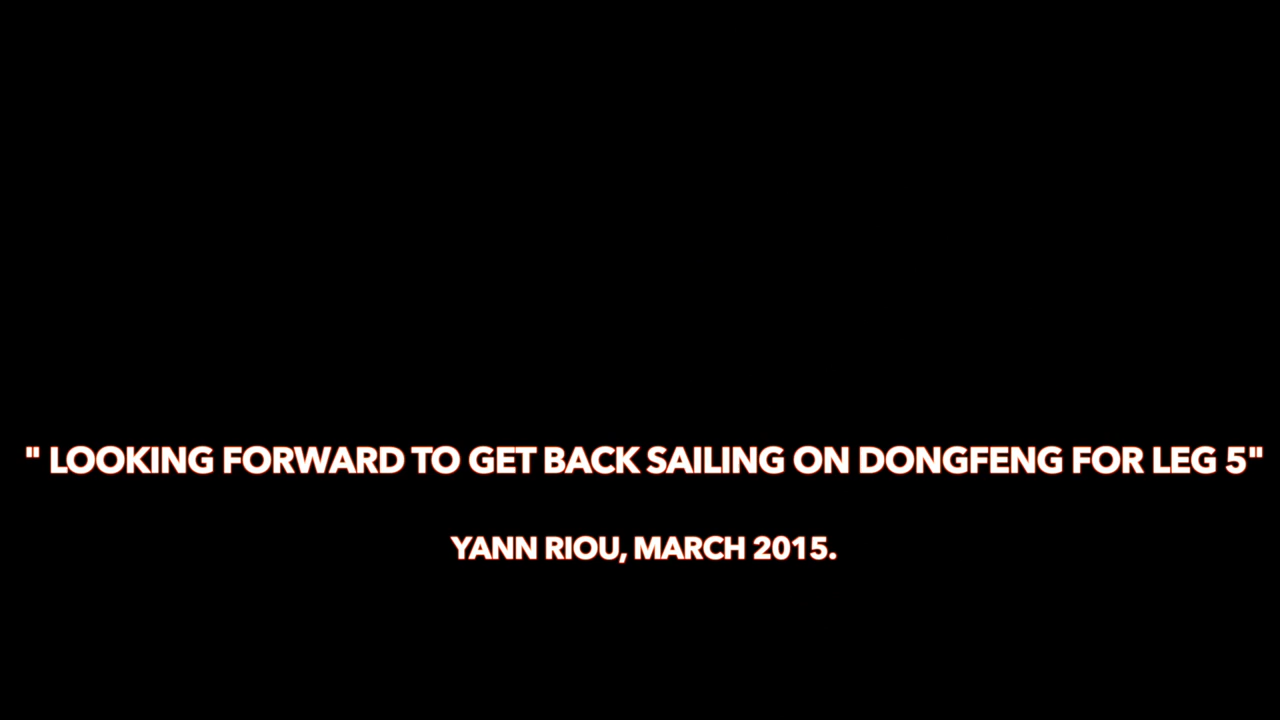 " LOOKING FORWARD TO GET BACK SAILING ON DONGFENG FOR LEG 5"
YANN RIOU, MARCH 2015.